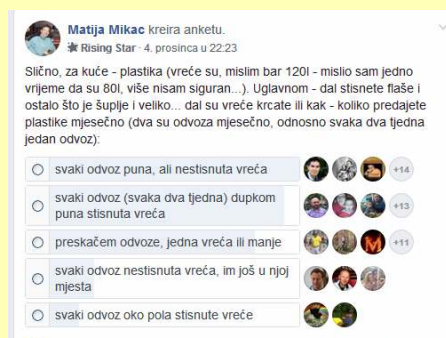 Matija Mikac kreira anketu.
Rising Star · 4. prosinca u 22:23
Slično, za kuće - plastika (vreće su, mislim bar 120l - mislio sam jedno
vrijeme da su 80l, više nisam siguran...). Uglavnom - dal stisnete flaše i
ostalo što je šuplje i veliko... dal su vreće krcate ili kak - koliko predajete
plastike mjesečno (dva su odvoza mjesečno, odnosno svaka dva tjedna
jedan odvoz):
svaki odvoz puna, ali nestisnuta vreća
+14
svaki odvoz (svaka dva tjedna) dupkom
puna stisnuta vreća
+13
preskačem odvoze, jedna vreća ili manje
+11
svaki odvoz nestisnuta vreća, im još u njoj
mjesta
svaki odvoz oko pola stisnute vreće